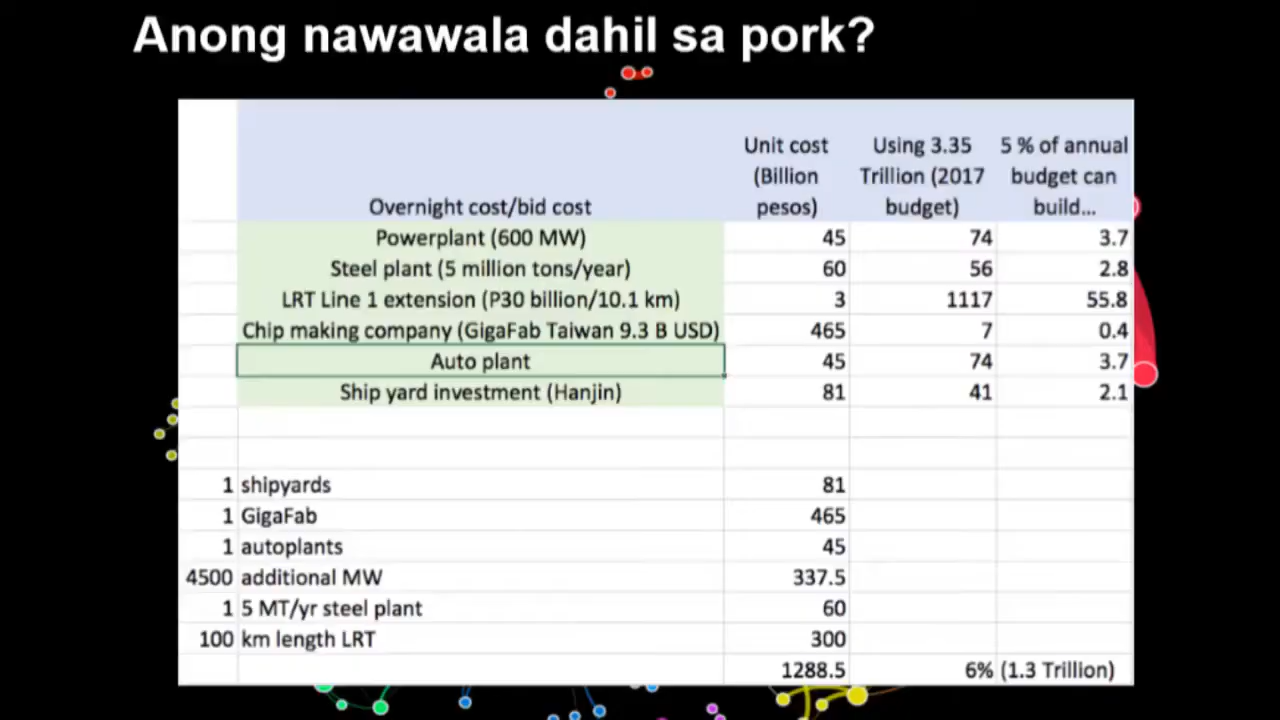 Anong nawawala dahil sa pork?
Overnight cost/bid cost Unit cost (Billion pesos) Using 3.35 Trillion (2017 budget) 5 % of annual budget can build...
Powerplant (600 MW) 45 74 3.7
Steel plant (5 million tons/year) 60 56 2.8
LRT Line 1 extension (P30 billion/10.1 km) 3 1117 55.8
Chip making company (GigaFab Taiwan 9.3 B USD) 465 7 0.4
Auto plant 45 74 3.7
Ship yard investment (Hanjin) 81 41 2.1
1 shipyards 81
1 GigaFab 465
1 autoplants 45
4500 additional MW 337.5
1 5 MT/yr steel plant 60
100 km length LRT 300
1288.5 6% (1.3 Trillion)